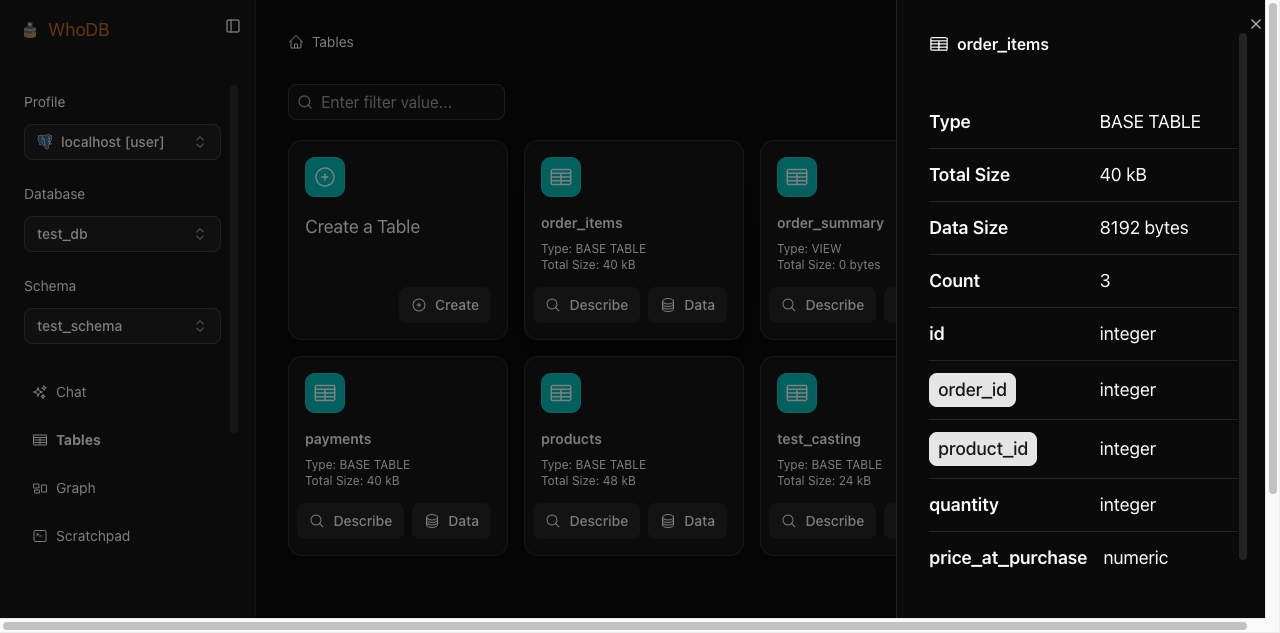 WhoDB
Profile
localhost [user]
Database
test_db
Schema
test_schema
Chat
Tables
Graph
Scratchpad
Tables
Enter filter value...
Create a Table
Create
order_items
Type: BASE TABLE
Total Size: 40 kB
Describe
Data
order_summary
Type: VIEW
Total Size: 0 bytes
Describe
payments
Type: BASE TABLE
Total Size: 40 kB
Describe
Data
products
Type: BASE TABLE
Total Size: 48 kB
Describe
Data
test_casting
Type: BASE TABLE
Total Size: 24 kB
Describe
order_items
Type BASE TABLE
Total Size 40 kB
Data Size 8192 bytes
Count 3
id integer
order_id integer
product_id integer
quantity integer
price_at_purchase numeric